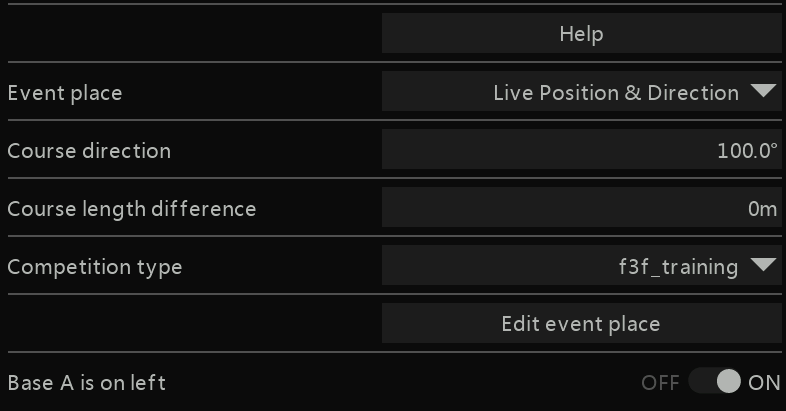 Help
Event place Live Position & Direction
Course direction 100.0°
Course length difference 0m
Competition type f3f_training
Edit event place
Base A is on left OFF ON